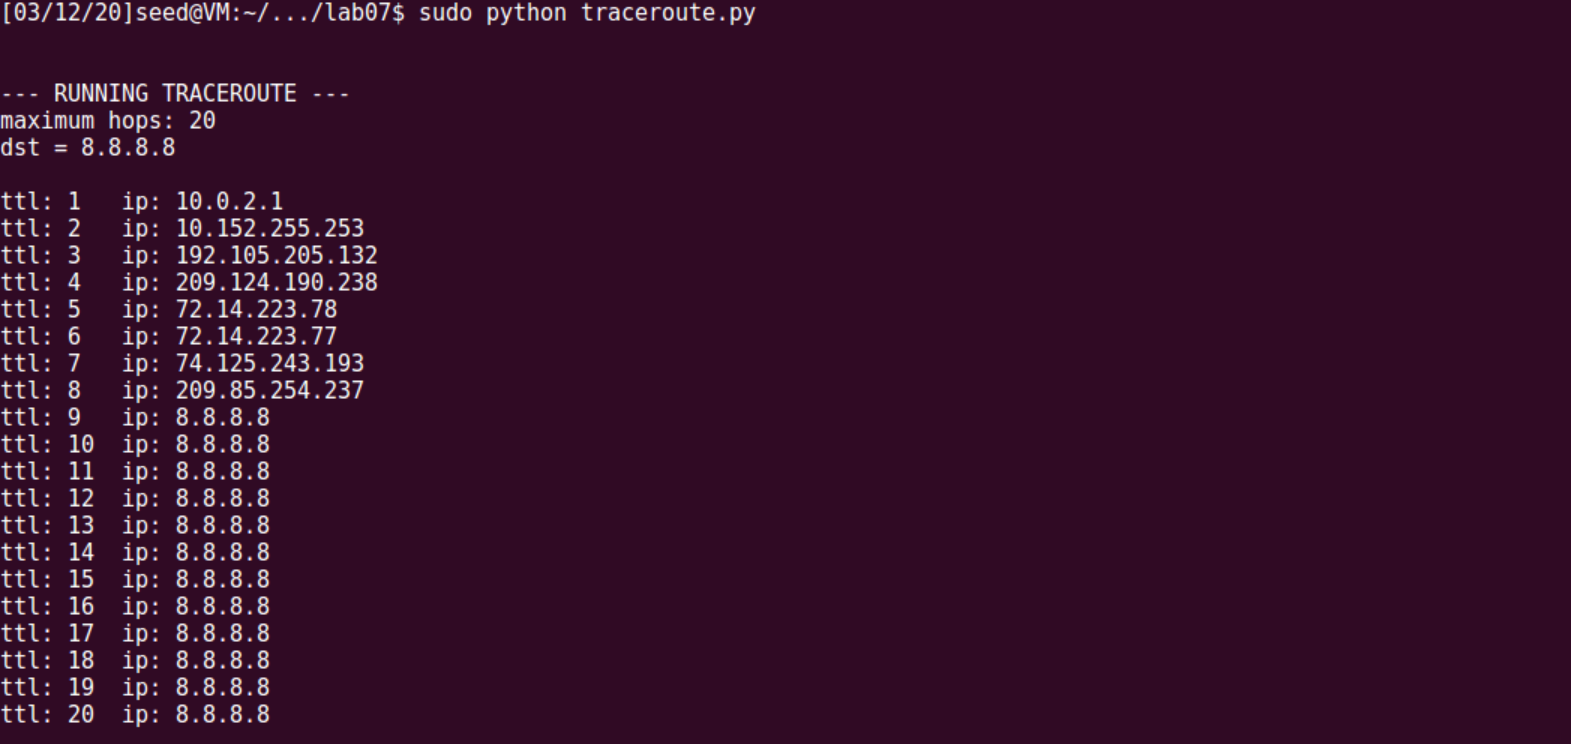 [03/12/20]seed@VM:~/.../lab07$ sudo python traceroute.py
--- RUNNING TRACEROUTE ---
maximum hops: 20
dst = 8.8.8.8
ttl: 1   ip: 10.0.2.1
ttl: 2   ip: 10.152.255.253
ttl: 3   ip: 192.105.205.132
ttl: 4   ip: 209.124.190.238
ttl: 5   ip: 72.14.223.78
ttl: 6   ip: 72.14.223.77
ttl: 7   ip: 74.125.243.193
ttl: 8   ip: 209.85.254.237
ttl: 9   ip: 8.8.8.8
ttl: 10  ip: 8.8.8.8
ttl: 11  ip: 8.8.8.8
ttl: 12  ip: 8.8.8.8
ttl: 13  ip: 8.8.8.8
ttl: 14  ip: 8.8.8.8
ttl: 15  ip: 8.8.8.8
ttl: 16  ip: 8.8.8.8
ttl: 17  ip: 8.8.8.8
ttl: 18  ip: 8.8.8.8
ttl: 19  ip: 8.8.8.8
ttl: 20  ip: 8.8.8.8